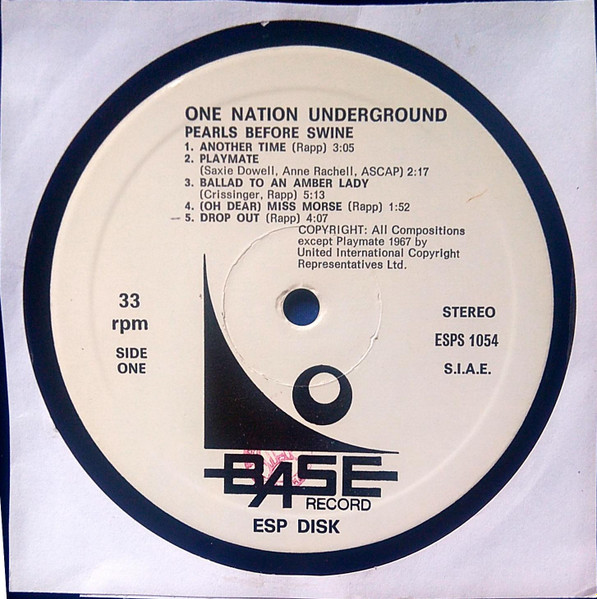 ONE NATION UNDERGROUND
PEARLS BEFORE SWINE
1. ANOTHER TIME (Rapp) 3:05
2. PLAYMATE
(Saxie Dowell, Anne Rachell, ASCAP) 2:17
3. BALLAD TO AN AMBER LADY
(Crissinger, Rapp) 5:13
4. (OH DEAR) MISS MORSE (Rapp) 1:52
5. DROP OUT (Rapp) 4:07
COPYRIGHT: All Compositions
except Playmate 1967 by
United International Copyright
Representatives Ltd.
33
rpm
SIDE
ONE
STEREO
ESPS 1054
S.I.A.E.
BASE
RECORD
ESP DISK